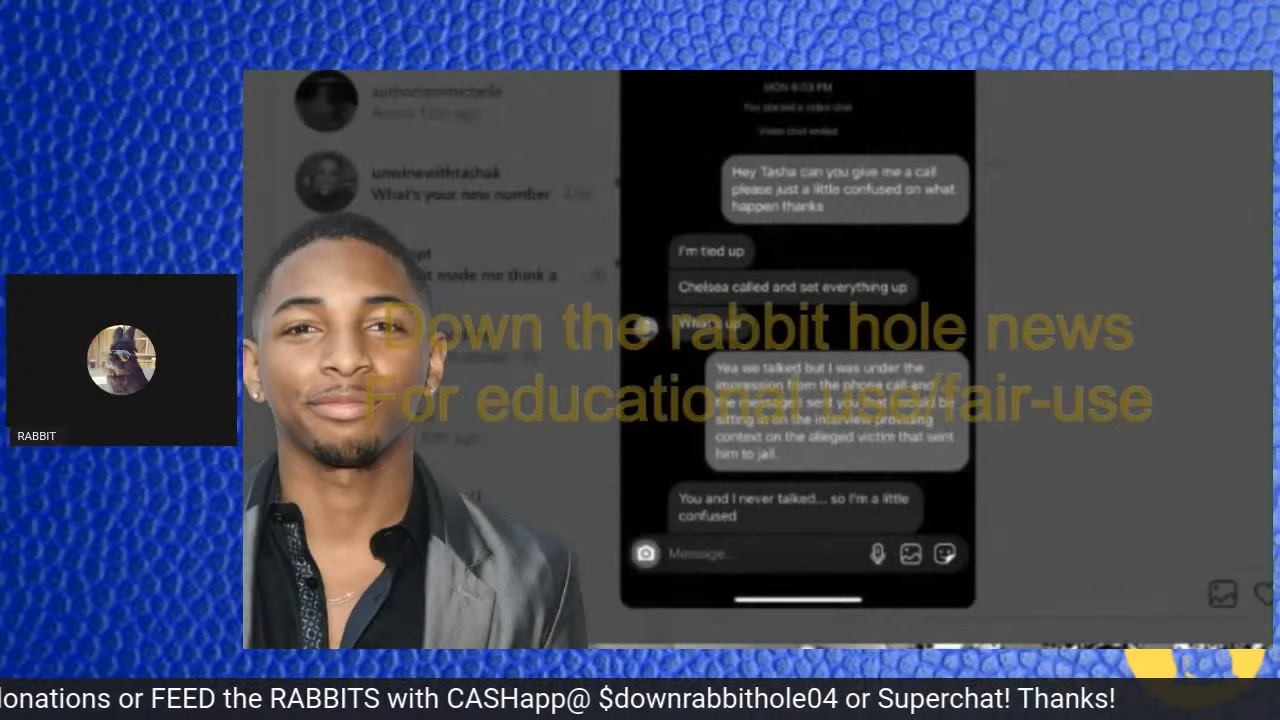 unwinewithtashak
What's your new number
made me think a
RABBIT
MON 6:03 PM
You started a video chat
Video chat ended
Hey Tasha can you give me a call
please just a little confused on what
happen thanks
I'm tied up
Chelsea called and set everything up
What's up
Yea we talked but I was under the
impression from the phone call and
the message I sent you that I would be
sitting in on the interview providing
context on the alleged victim that sent
him to jail.
You and I never talked... so I'm a little
confused
Message...
Down the rabbit hole news
For educational use/fair-use
donations or FEED the RABBITS with CASHapp@ $downrabbithole04 or Superchat! Thanks!